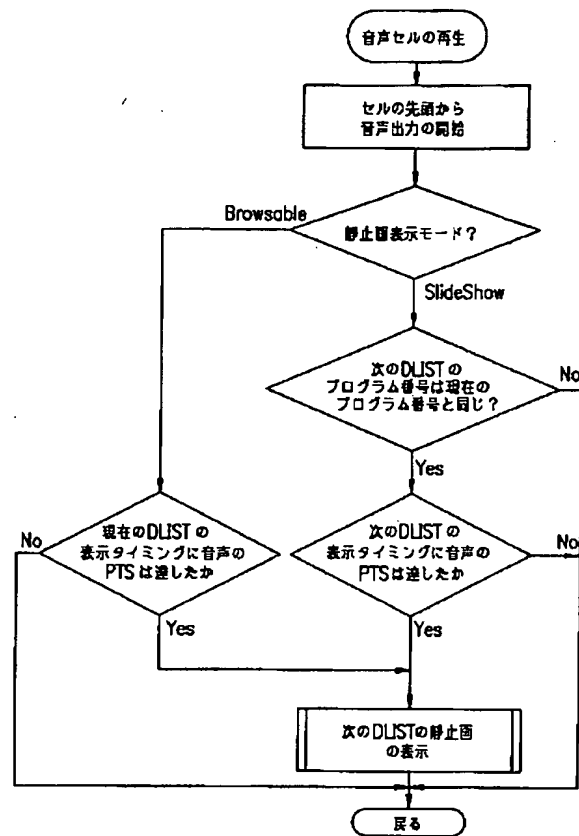 音声セルの再生
セルの先頭から
音声出力の開始
Browsable
静止画表示モード？
SlideShow
次のDLISTの
プログラム番号は現在の
プログラム番号と同じ？
No
Yes
No
現在のDLISTの
表示タイミングに音声の
PTSは達したか
次のDLISTの
表示タイミングに音声の
PTSは達したか
No
Yes
Yes
次のDLISTの静止画
の表示
戻る